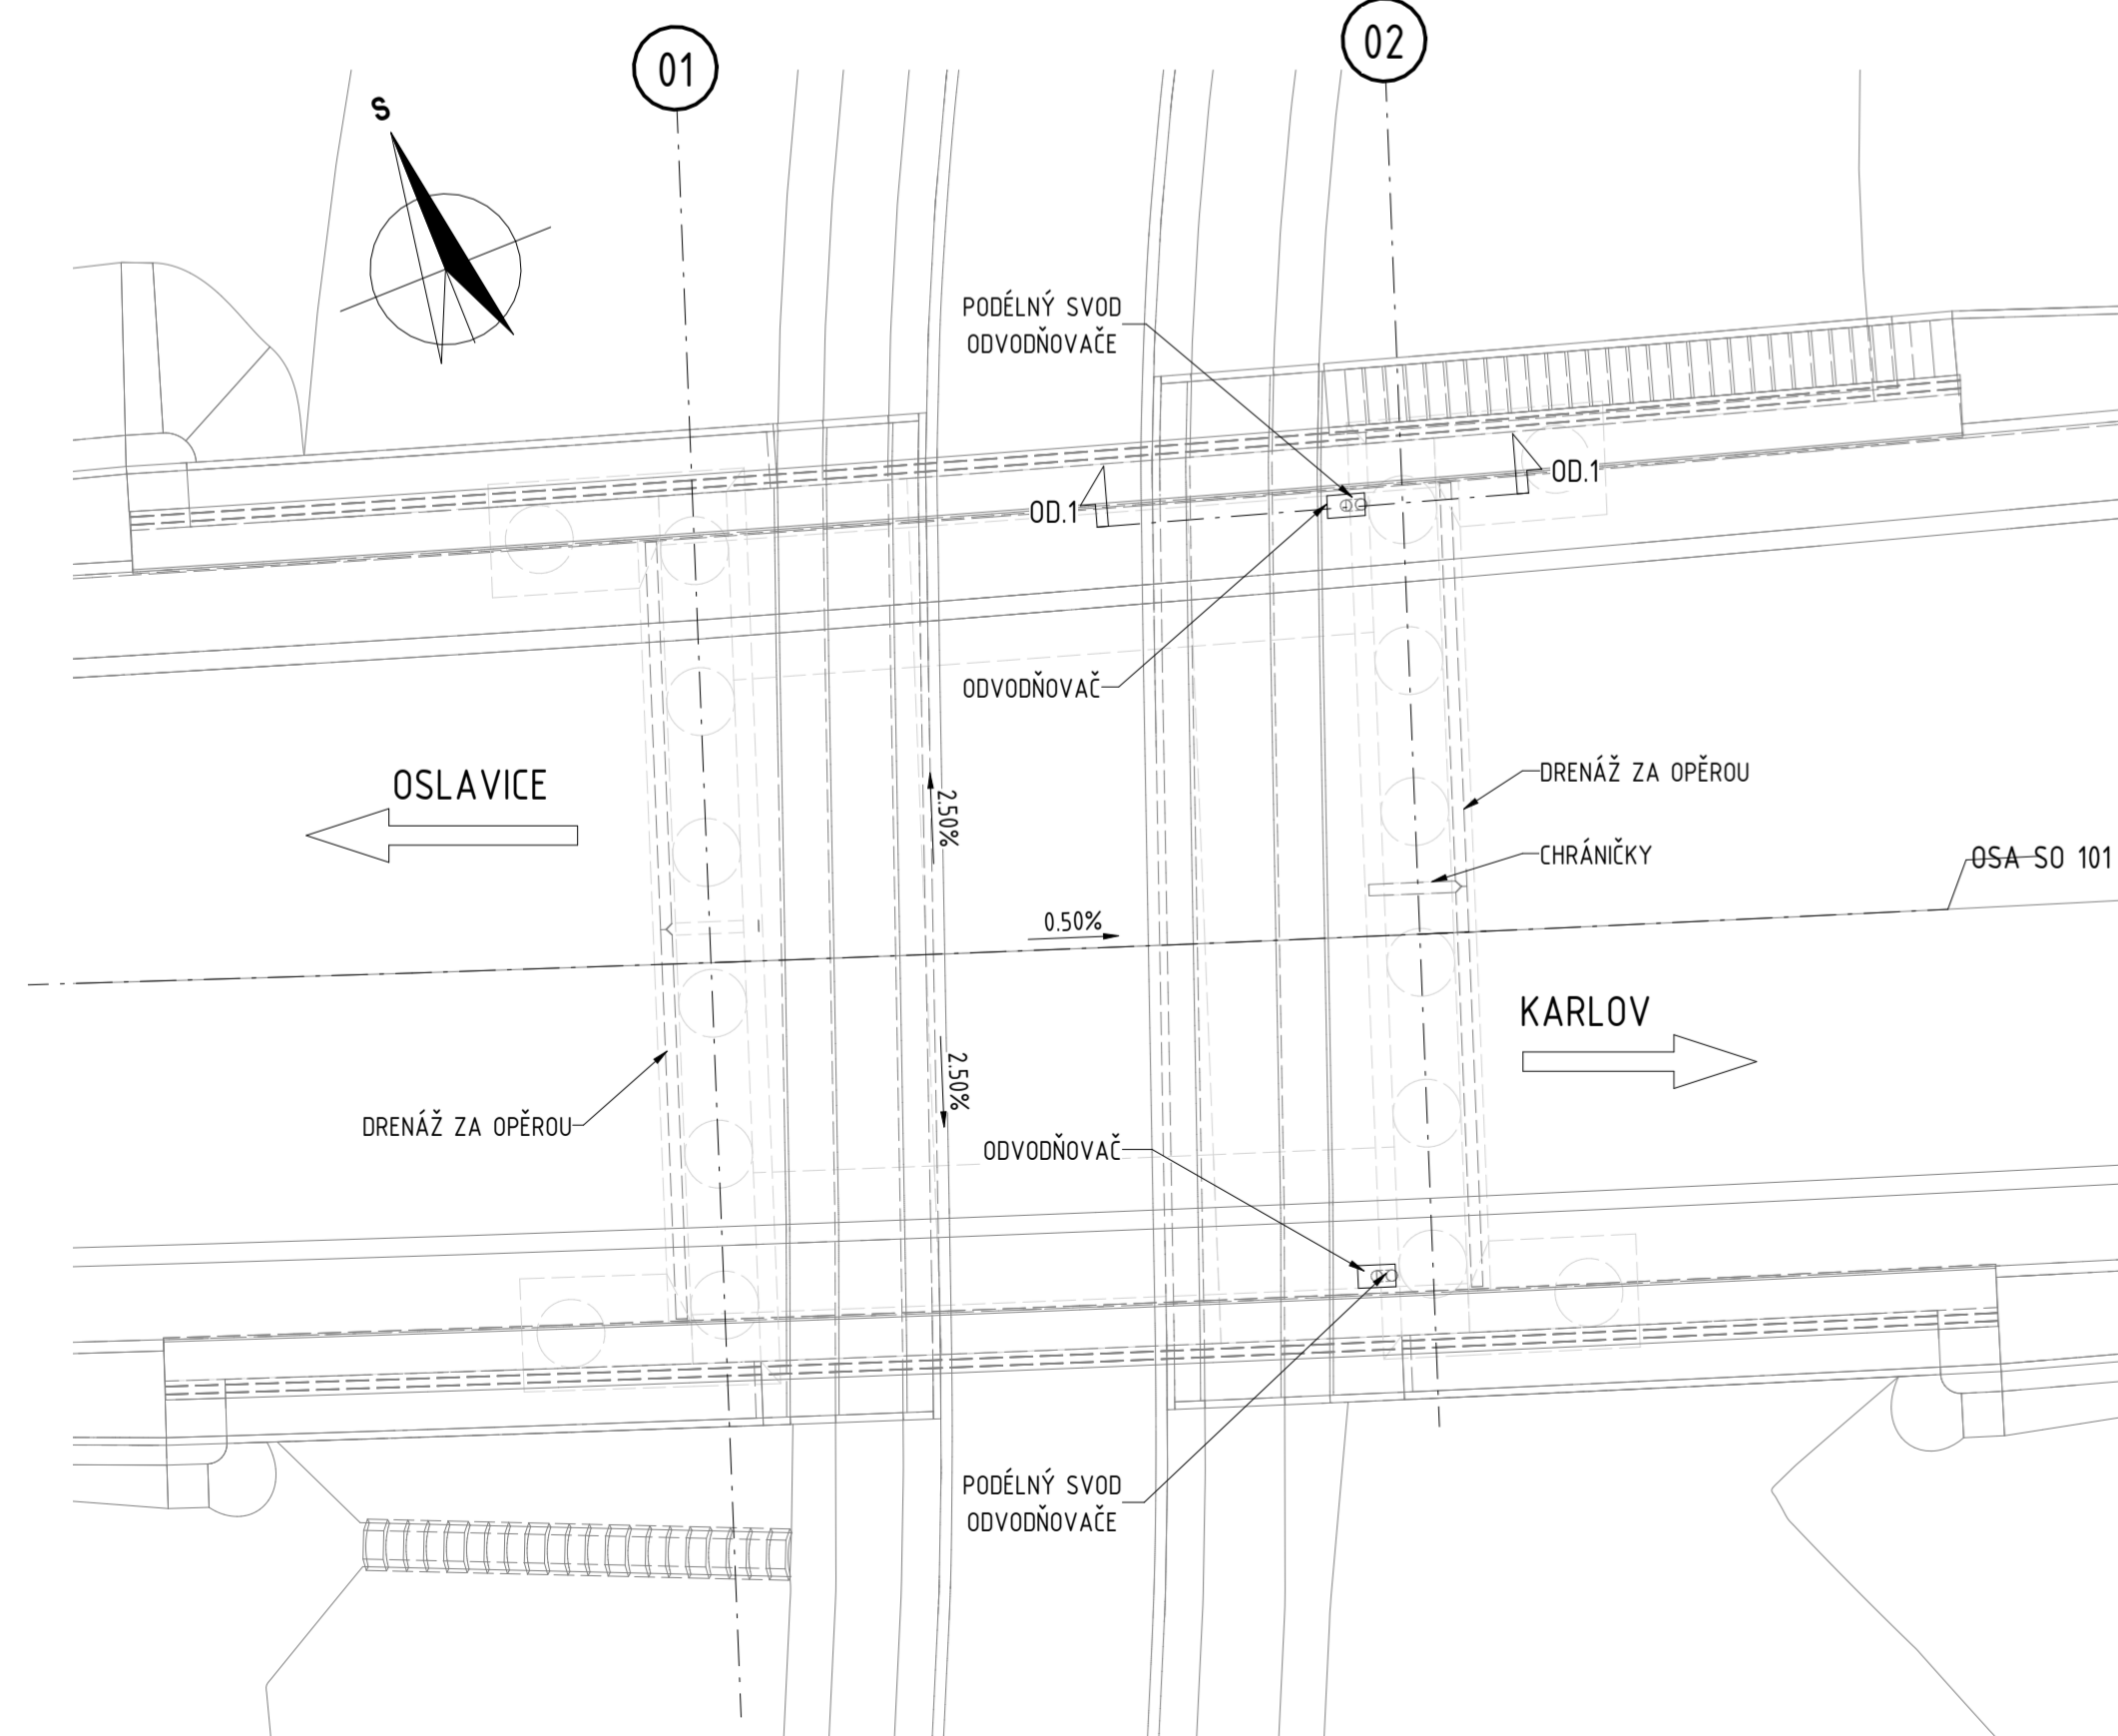 01
02
S
PODÉLNÝ SVOD
ODVODŇOVAČE
OD.1
OD.1
ODVODŇOVAČ
OSLAVICE
2.50%
DRENÁŽ ZA OPĚROU
CHRÁNIČKY
OSA SO 101
0.50%
KARLOV
2.50%
DRENÁŽ ZA OPĚROU
ODVODŇOVAČ
PODÉLNÝ SVOD
ODVODŇOVAČE